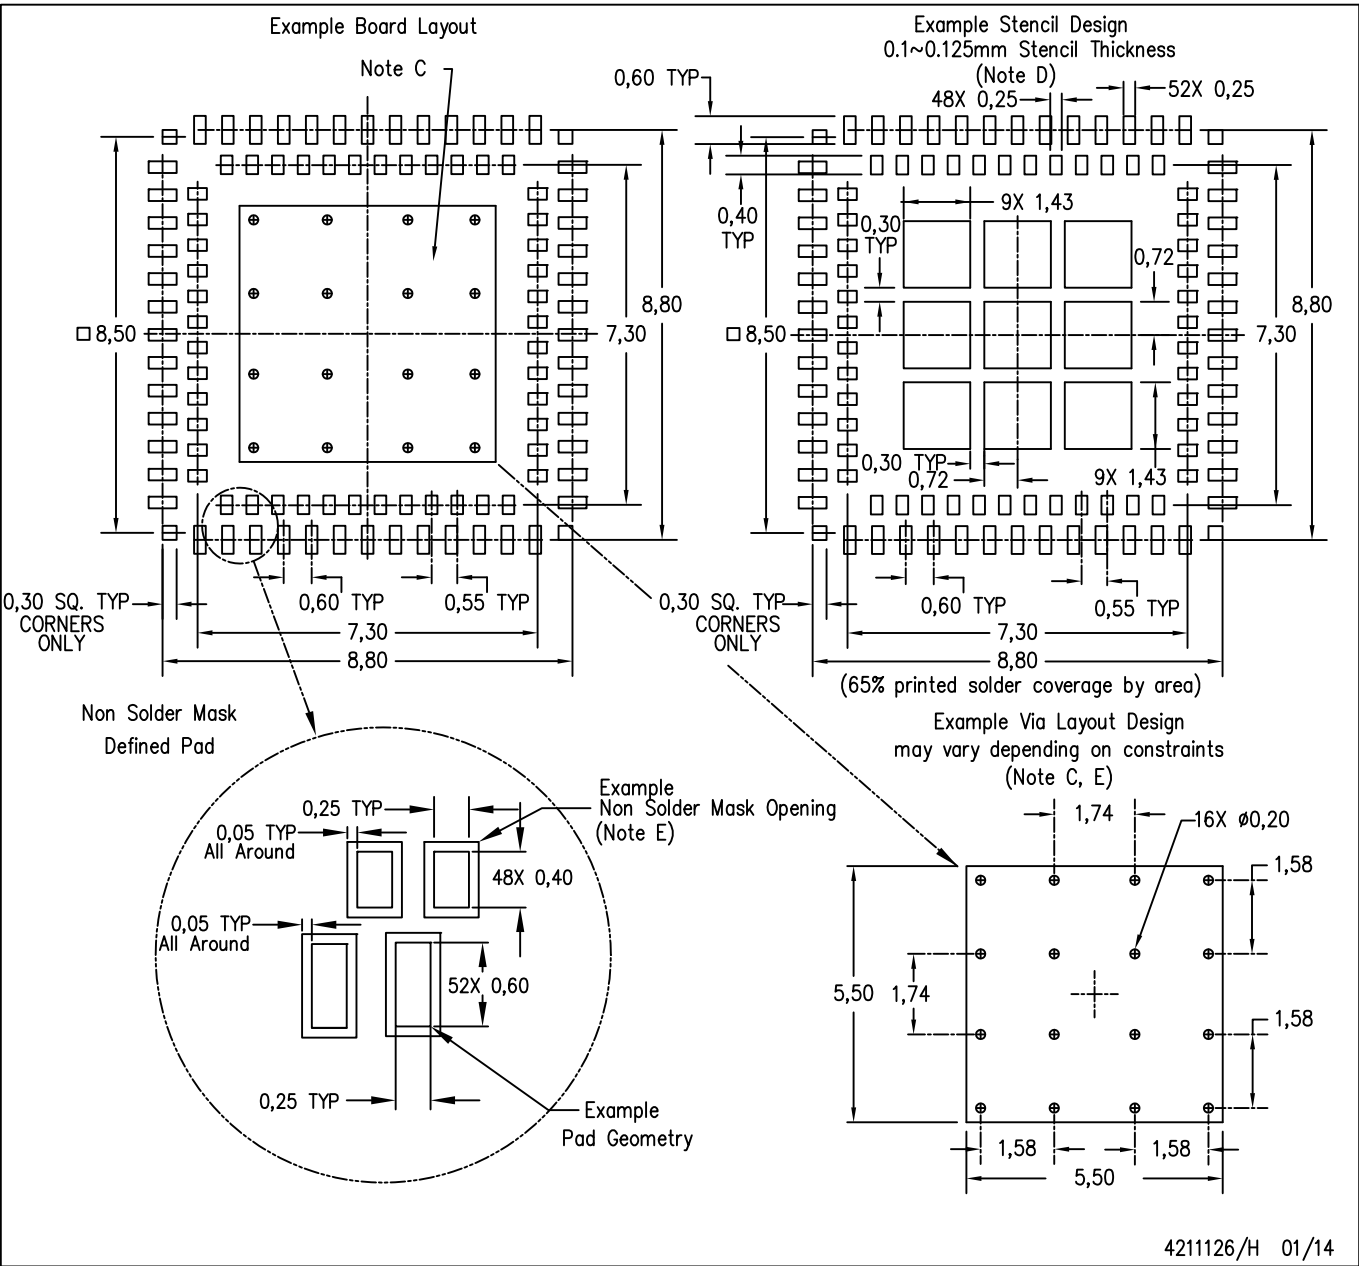 Example Board Layout
Note C
8,50
8,80
7,30
0,30 SQ. TYP
CORNERS
ONLY
0,60 TYP
0,55 TYP
7,30
8,80
Example Stencil Design
0.1~0.125mm Stencil Thickness
(Note D)
0,60 TYP
48X 0,25
52X 0,25
0,40
TYP
0,30
TYP
9X 1,43
0,72
8,80
8,50
7,30
0,30 TYP
0,72
9X 1,43
0,30 SQ. TYP
CORNERS
ONLY
0,60 TYP
0,55 TYP
7,30
8,80
(65% printed solder coverage by area)
Non Solder Mask
Defined Pad
0,25 TYP
Example
Non Solder Mask Opening
(Note E)
0,05 TYP
All Around
48X 0,40
0,05 TYP
All Around
52X 0,60
0,25 TYP
Example
Pad Geometry
Example Via Layout Design
may vary depending on constraints
(Note C, E)
1,74
16X ø0,20
1,58
5,50
1,74
1,58
1,58
1,58
5,50
4211126/H 01/14